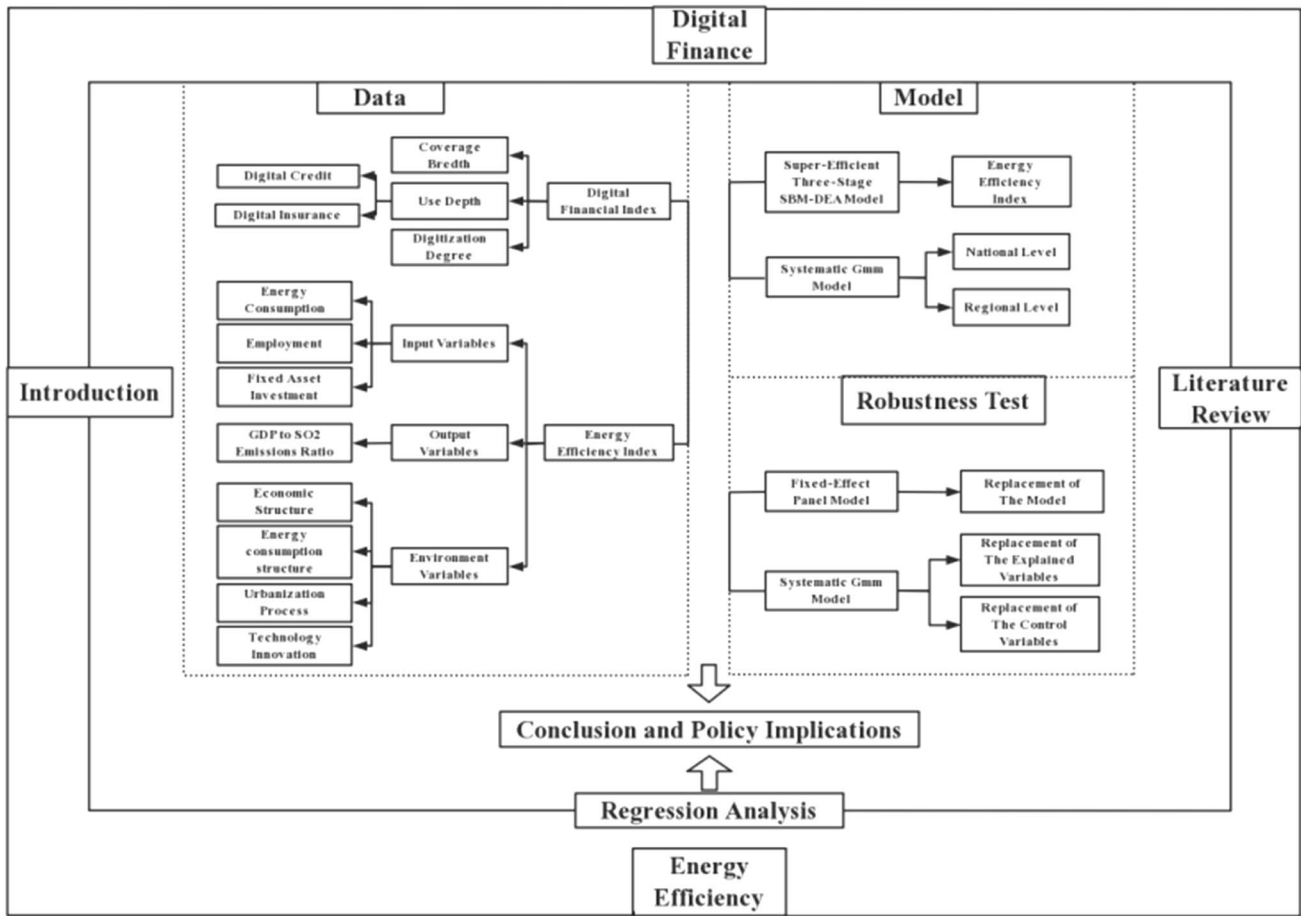 Digital
Finance
Data
Model
Coverage
Bredth
Digital Credit
Use Depth
Digital Insurance
Digitization
Degree
Digital
Financial Index
Energy
Consumption
Employment
Fixed Asset
Investment
Input Variables
GDP to SO2
Emissions Ratio
Output
Variables
Energy
Efficiency Index
Economic
Structure
Energy
consumption
structure
Urbanization
Process
Technology
Innovation
Environment
Variables
Super-Efficient
Three-Stage
SBM-DEA Model
Energy
Efficiency
Index
Systematic Gmm
Model
National Level
Regional Level
Robustness Test
Fixed-Effect
Panel Model
Replacement of
The Model
Systematic Gmm
Model
Replacement of
The Explained
Variables
Replacement of
The Control
Variables
Introduction
Literature
Review
Conclusion and Policy Implications
Regression Analysis
Energy
Efficiency